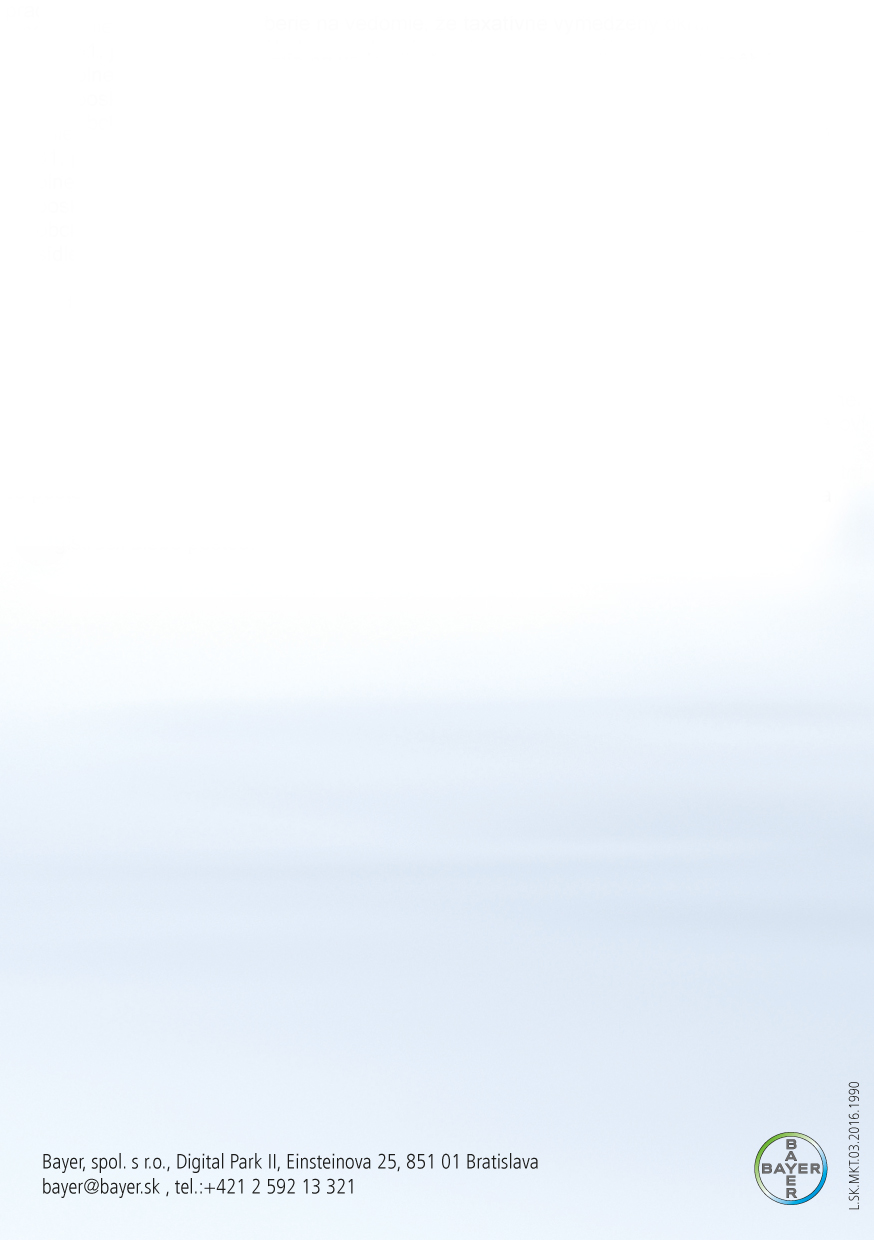 Bayer, spol. s r.o., Digital Park II, Einsteinova 25, 851 01 Bratislava
bayer@bayer.sk , tel.:+421 2 592 13 321
BAYER
BAYER
L.SK.MKT.03.2016.1990